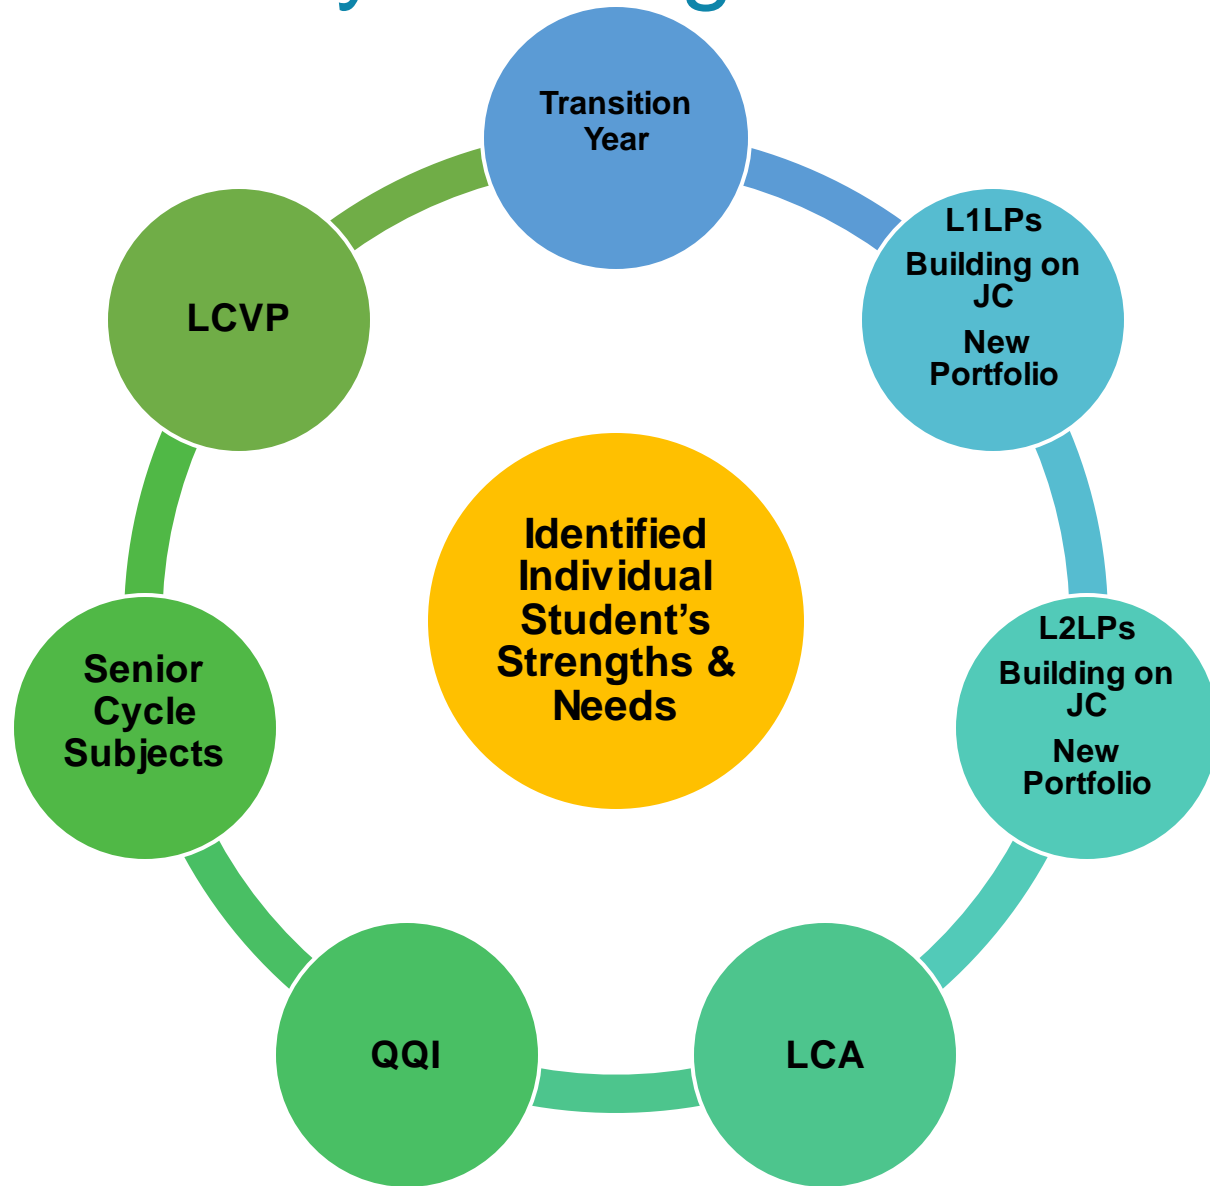 Transition
Year
L1LPs
Building on
JC
New
Portfolio
L2LPs
Building on
JC
New
Portfolio
LCA
QQI
Senior
Cycle
Subjects
LCVP
Identified
Individual
Student’s
Strengths &
Needs